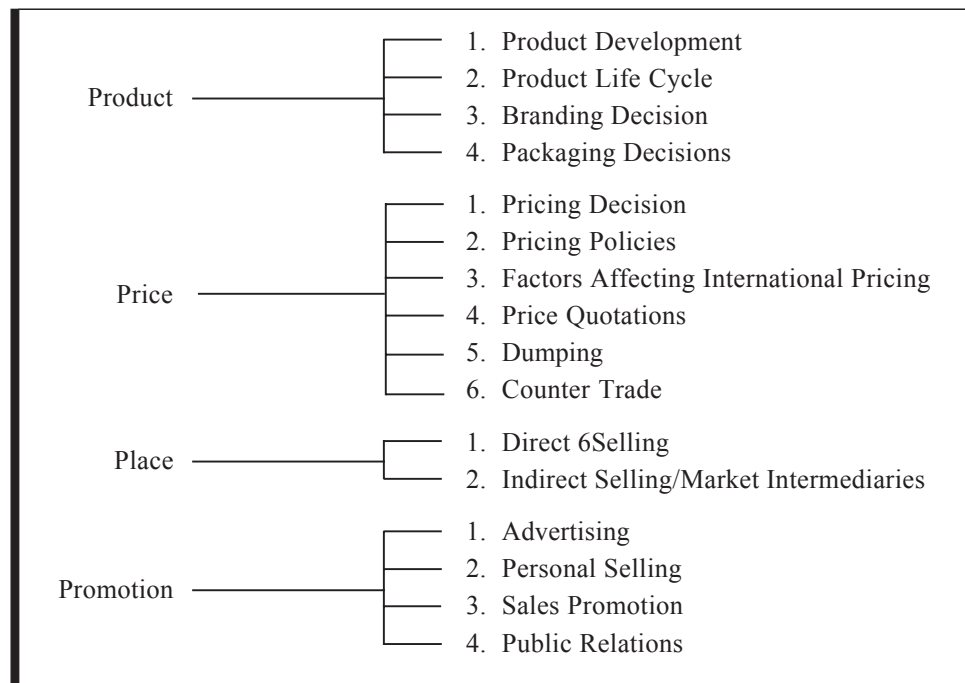 1. Product Development
2. Product Life Cycle
Product
3. Branding Decision
4. Packaging Decisions
1. Pricing Decision
2. Pricing Policies
3. Factors Affecting International Pricing
Price
4. Price Quotations
5. Dumping
6. Counter Trade
1. Direct 6Selling
Place
2. Indirect Selling/Market Intermediaries
1. Advertising
2. Personal Selling
Promotion
3. Sales Promotion
4. Public Relations